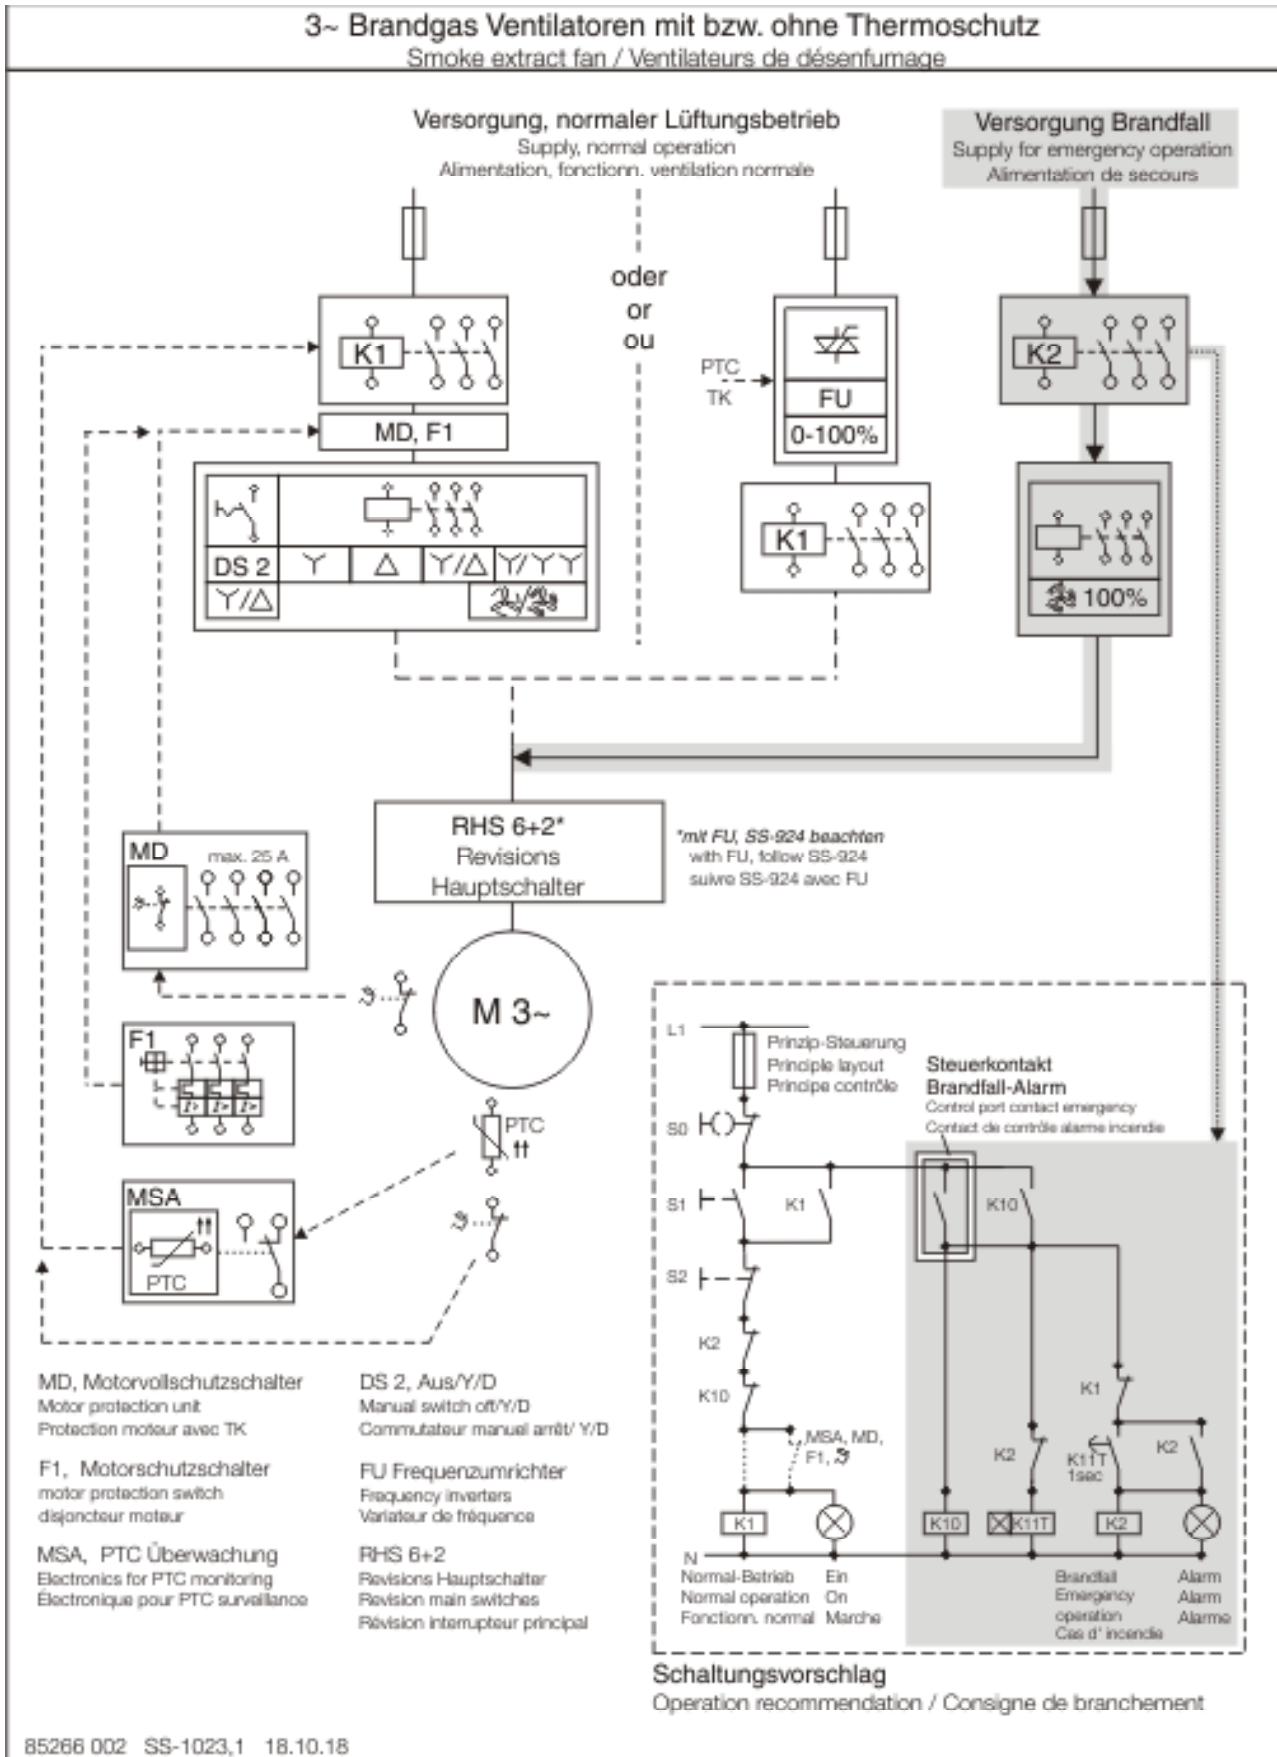 3~ Brandgas Ventilatoren mit bzw. ohne Thermoschutz
Smoke extract fan / Ventilateurs de désenfumage
Versorgung, normaler Lüftungsbetrieb
Supply, normal operation
Alimentation, fonctionn. ventilation normale
Versorgung Brandfall
Supply for emergency operation
Alimentation de secours
oder
or
ou
K1
MD, F1
DS 2
PTC
TK
FU
0-100%
K1
K2
100%
RHS 6+2*
Revisions
Hauptschalter
*mit FU, SS-924 beachten
with FU, follow SS-924
suivre SS-924 avec FU
MD
max. 25 A
M 3~
F1
I> I> I>
PTC
MSA
PTC
L1
Prinzip-Steuerung
Principle layout
Principe contrôle
Steuerkontakt
Brandfall-Alarm
Control port contact emergency
Contact de contrôle alarme incendie
S0
S1
K1
K10
S2
K2
K10
K1
MSA, MD,
F1, ϑ
K2
K11T
1sec
K2
K1
K10
K11T
K2
N
Normal-Betrieb
Normal operation
Fonctionn. normal
Ein
On
Marche
Brandfall
Emergency
operation
Cas d' incendie
Alarm
Alarm
Alarme
MD, Motorvollschutzschalter
Motor protection unit
Protection moteur avec TK
DS 2, Aus/Y/D
Manual switch off/Y/D
Commutateur manuel arrêt/ Y/D
F1, Motorschutzschalter
motor protection switch
disjoncteur moteur
FU Frequenzumrichter
Frequency inverters
Variateur de fréquence
MSA, PTC Überwachung
Electronics for PTC monitoring
Électronique pour PTC surveillance
RHS 6+2
Revisions Hauptschalter
Revision main switches
Révision interrupteur principal
Schaltungsvorschlag
Operation recommendation / Consigne de branchement
85266 002 SS-1023,1 18.10.18